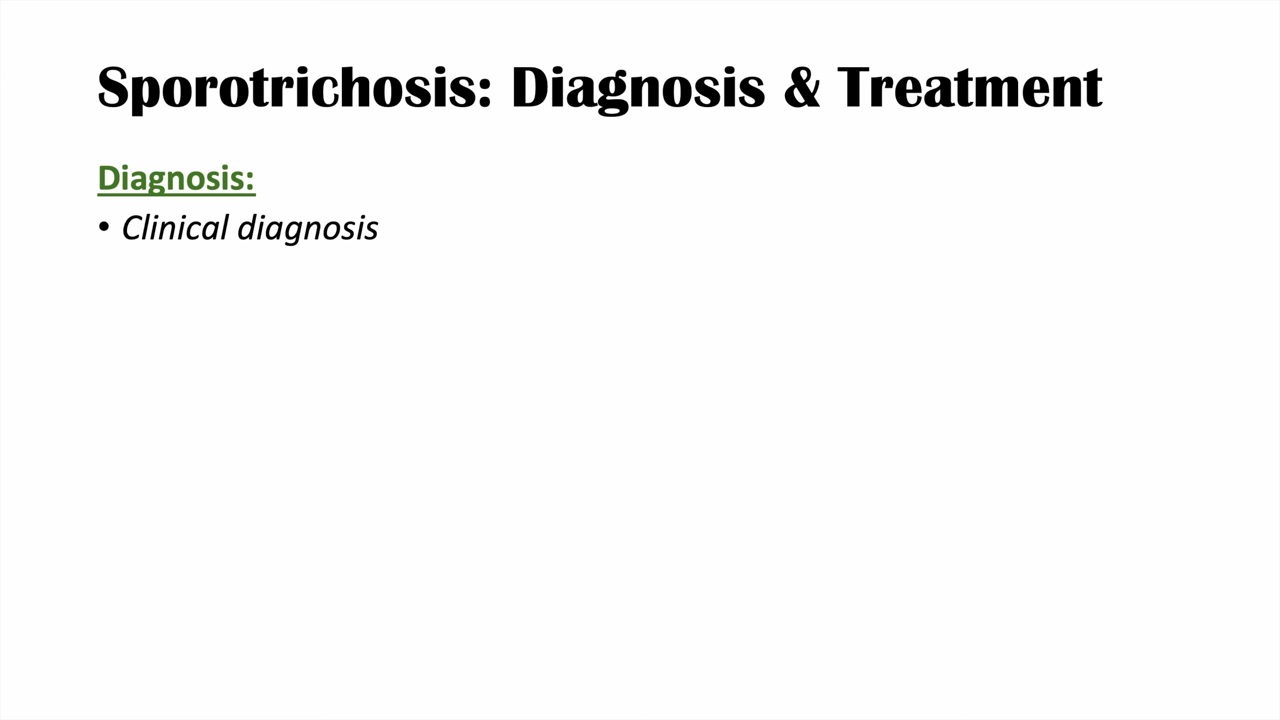 Sporotrichosis: Diagnosis & Treatment
Diagnosis:
• Clinical diagnosis